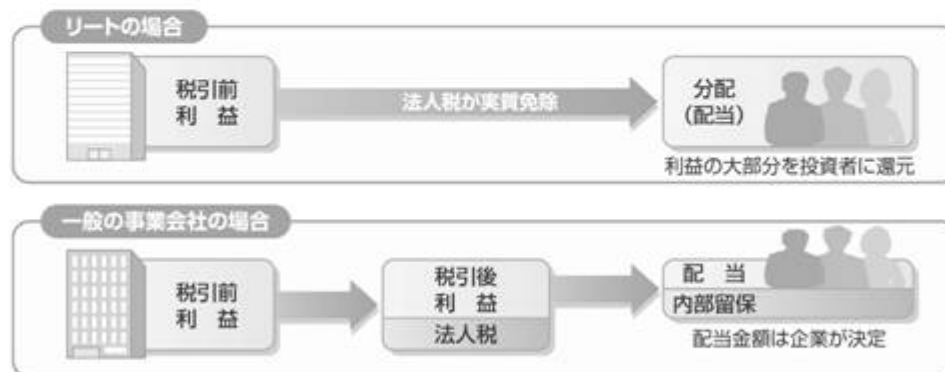 リートの場合
税引前
利　益
法人税が実質免除
分配
(配当)
利益の大部分を投資者に還元
一般の事業会社の場合
税引前
利　益
税引後
利　益
法人税
配　当
内部留保
配当金額は企業が決定